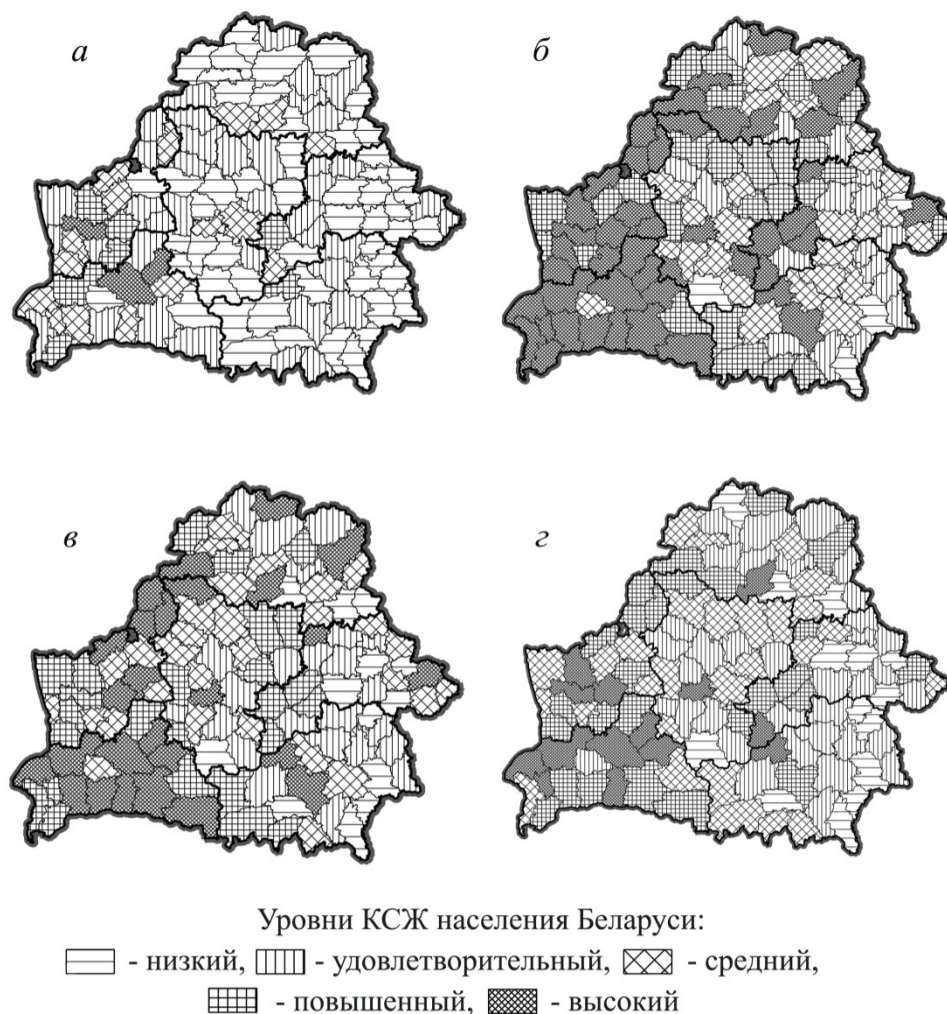 а
б
в
г
Уровни КСЖ населения Беларуси:
- низкий, - удовлетворительный, - средний,
- повышенный, - высокий